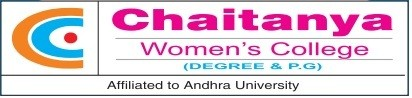 Chaitanya
Women's College
(DEGREE & P.G)
Affiliated to Andhra University